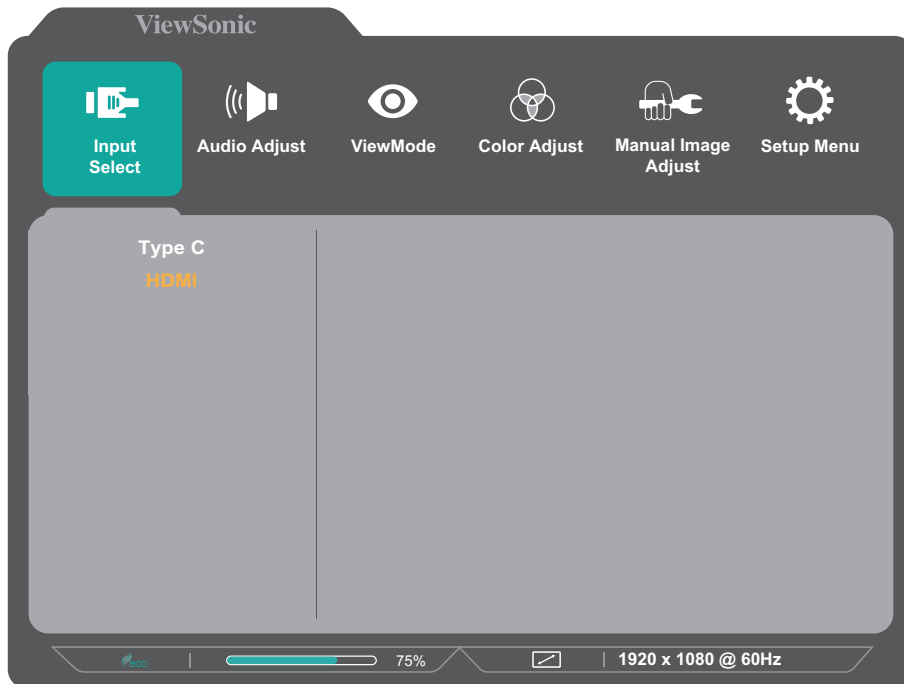 ViewSonic
Input
Select
Audio Adjust
ViewMode
Color Adjust
Manual Image
Adjust
Setup Menu
Type C
HDMI
eco
75%
1920 x 1080 @ 60Hz